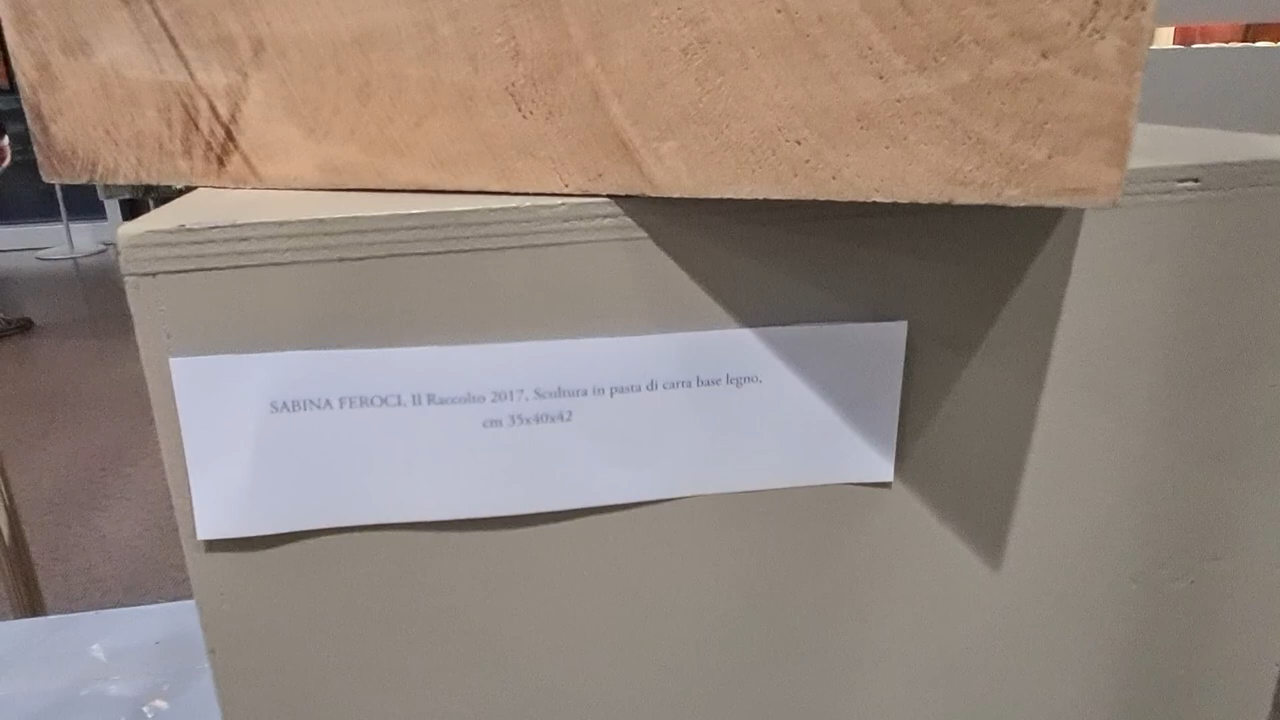 SABINA FEROCI, Il Raccolto 2017, Scultura in pasta di carta base legno,
cm 35x40x42